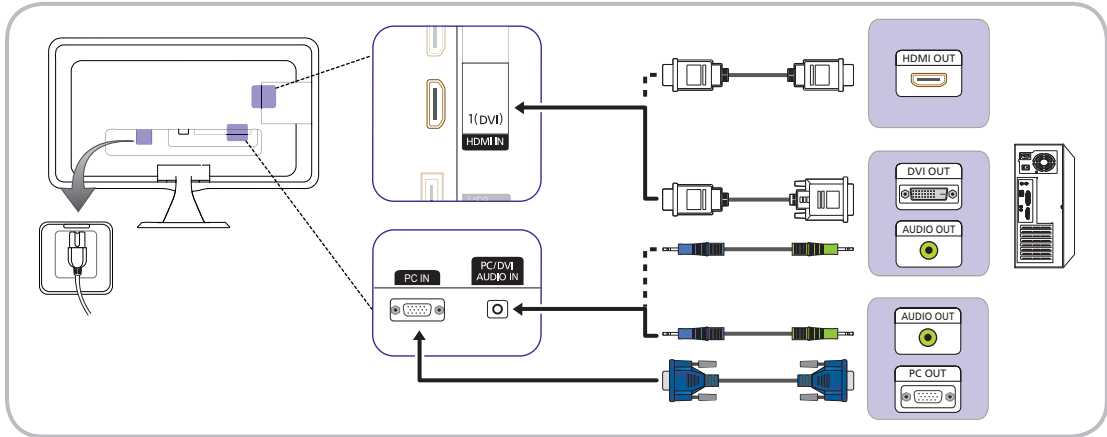 1(DVI)
HDMI IN
PC IN
PC/DVI
AUDIO IN
HDMI OUT
DVI OUT
AUDIO OUT
AUDIO OUT
PC OUT